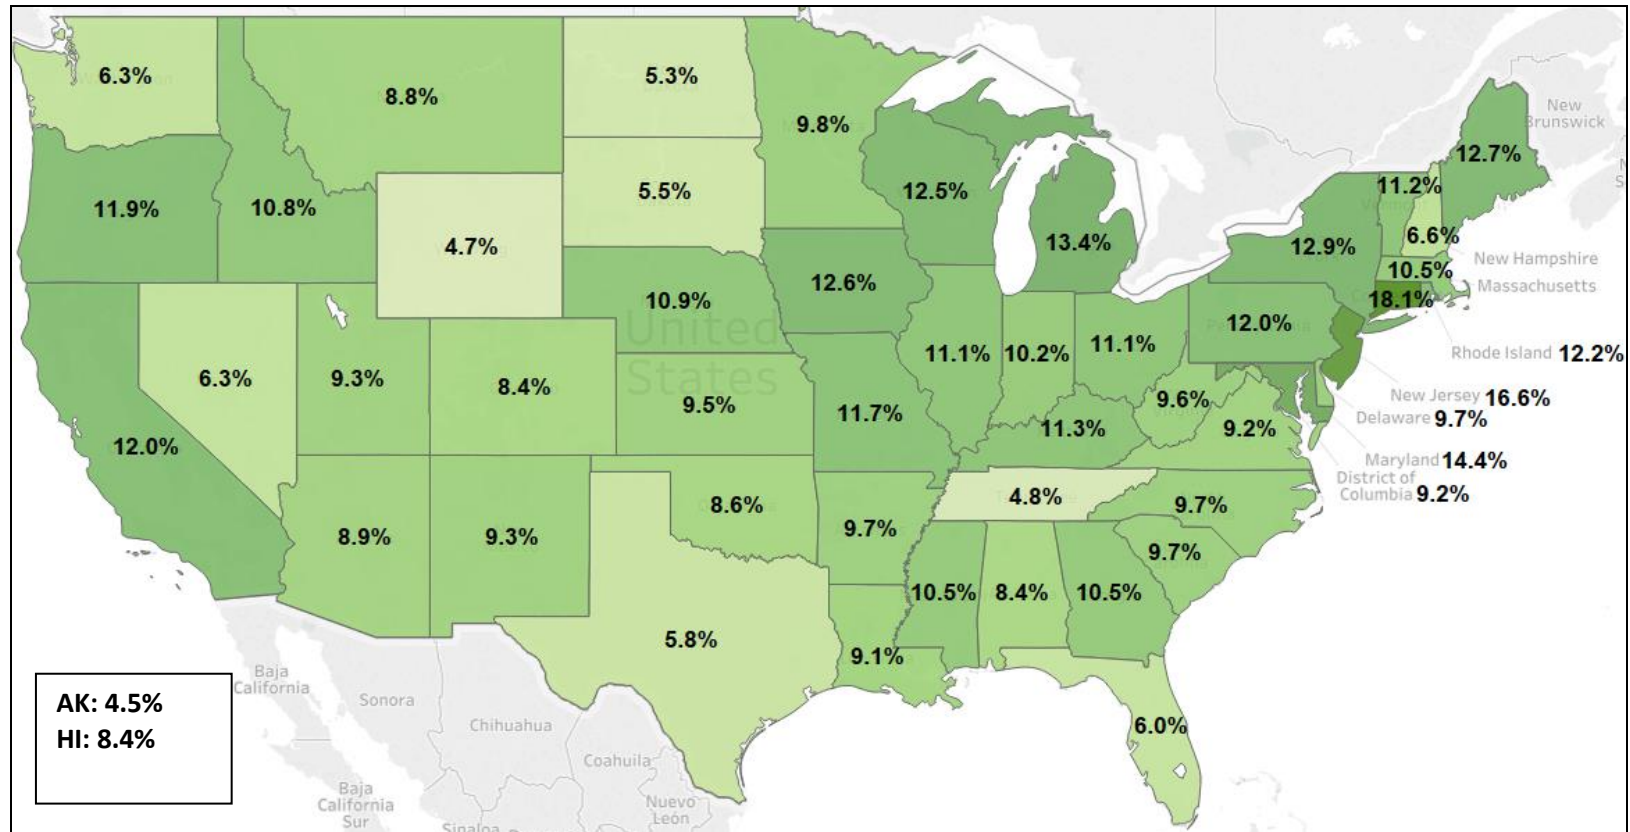 6.3%
8.8%
5.3%
9.8%
12.7%
New
Brunswick
11.9%
10.8%
4.7%
5.5%
12.5%
13.4%
12.9%
11.2%
6.6%
New Hampshire
10.5%
Massachusetts
18.1%
Rhode Island 12.2%
6.3%
9.3%
8.4%
10.9%
United
States
9.5%
12.6%
11.7%
11.1%
10.2%
11.1%
12.0%
New Jersey 16.6%
Delaware 9.7%
Maryland 14.4%
District of
Columbia 9.2%
12.0%
11.3%
9.6%
9.2%
4.8%
9.7%
9.7%
8.9%
9.3%
8.6%
9.7%
10.5%
8.4%
10.5%
5.8%
9.1%
6.0%
AK: 4.5%
HI: 8.4%
Baja
California
Sonora
Chihuahua
Coahuila
Baja
California
Sur
Nuevo
León